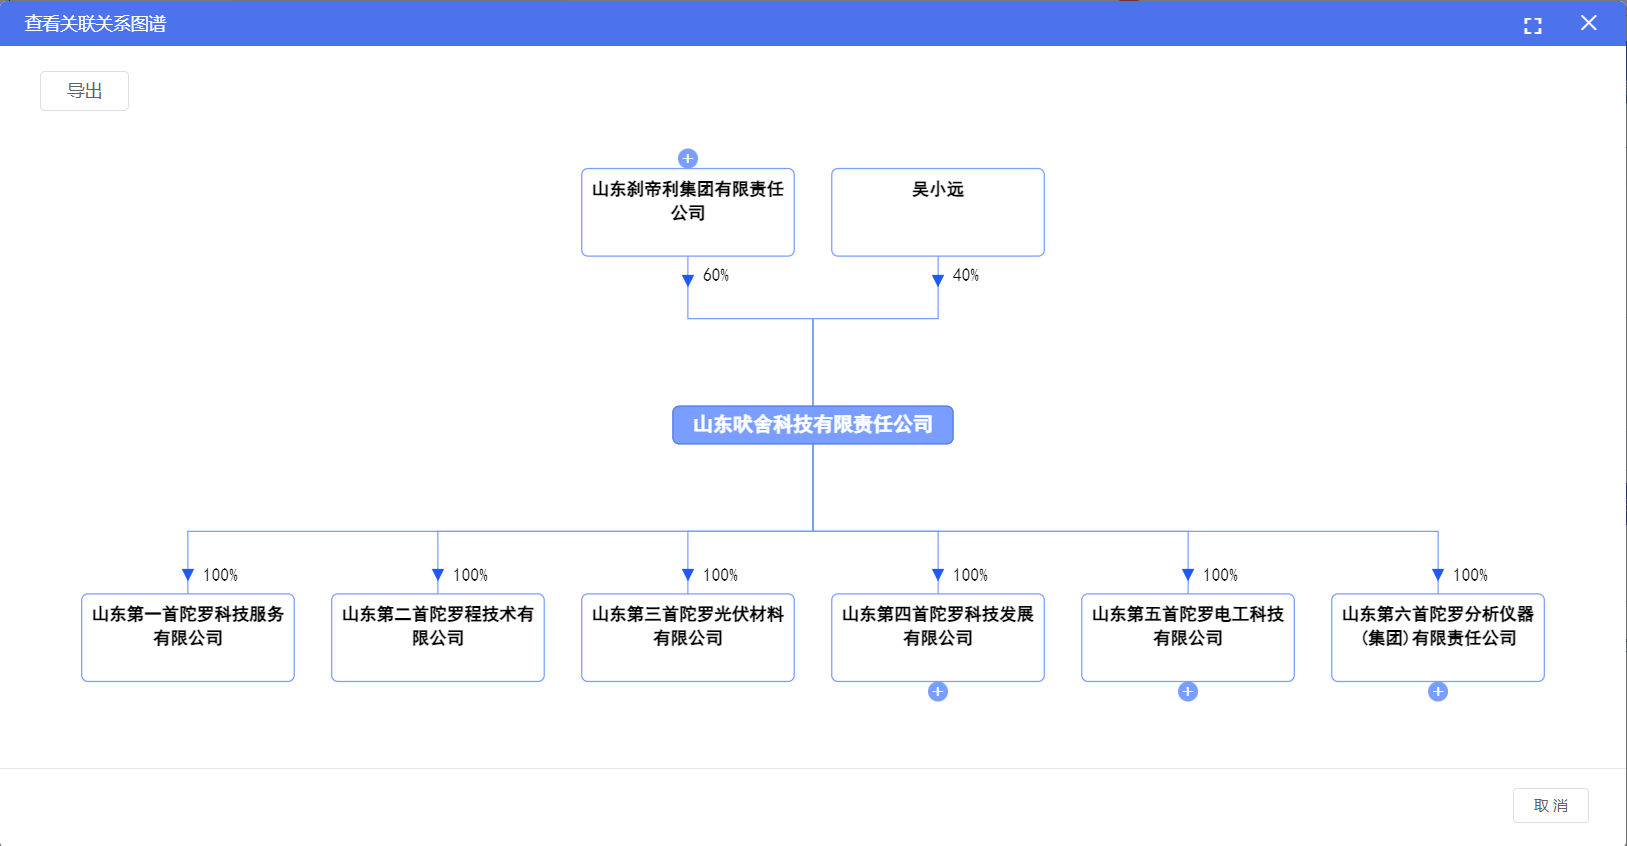 查看关联关系图谱
导出
山东刹帝利集团有限责任
公司
吴小远
60%
40%
山东吠舍科技有限责任公司
100%
100%
100%
100%
100%
100%
山东第一首陀罗科技服务
有限公司
山东第二首陀罗程技术有
限公司
山东第三首陀罗光伏材料
有限公司
山东第四首陀罗科技发展
有限公司
山东第五首陀罗电工科技
有限公司
山东第六首陀罗分析仪器
(集团)有限责任公司
取 消